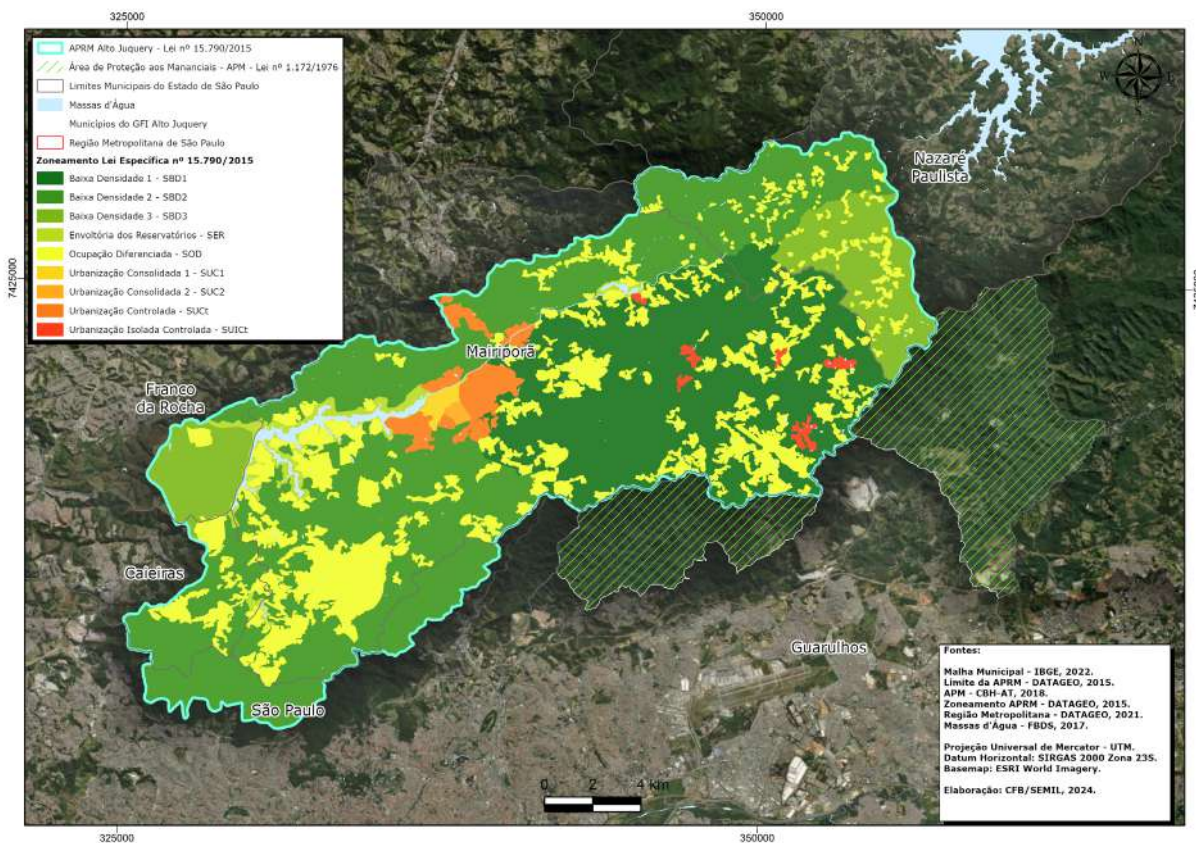 325000
350000
APRM Alto Juquery - Lei nº 15.790/2015
Área de Proteção aos Mananciais - APM - Lei nº 1.172/1976
Limites Municipais do Estado de São Paulo
Massas d'Água
Municípios do GFI Alto Juquery
Região Metropolitana de São Paulo
Zoneamento Lei Específica nº 15.790/2015
Baixa Densidade 1 - SBD1
Baixa Densidade 2 - SBD2
Baixa Densidade 3 - SBD3
Envoltória dos Reservatórios - SER
Ocupação Diferenciada - SOD
Urbanização Consolidada 1 - SUC1
Urbanização Consolidada 2 - SUC2
Urbanização Controlada - SUCt
Urbanização Isolada Controlada - SUICt
N
W
E
S
Nazaré
Paulista
7425000
Mairiporã
Franco
da Rocha
Caieiras
São Paulo
Guarulhos
0 2 4 km
Fontes:
Malha Municipal - IBGE, 2022.
Limite da APRM - DATAGEO, 2015.
APM - CBH-AT, 2018.
Zoneamento APRM - DATAGEO, 2015.
Região Metropolitana - DATAGEO, 2021.
Massas d'Água - FBDS, 2017.
Projeção Universal de Mercator - UTM.
Datum Horizontal: SIRGAS 2000 Zona 23S.
Basemap: ESRI World Imagery.
Elaboração: CFB/SEMIL, 2024.
325000
350000